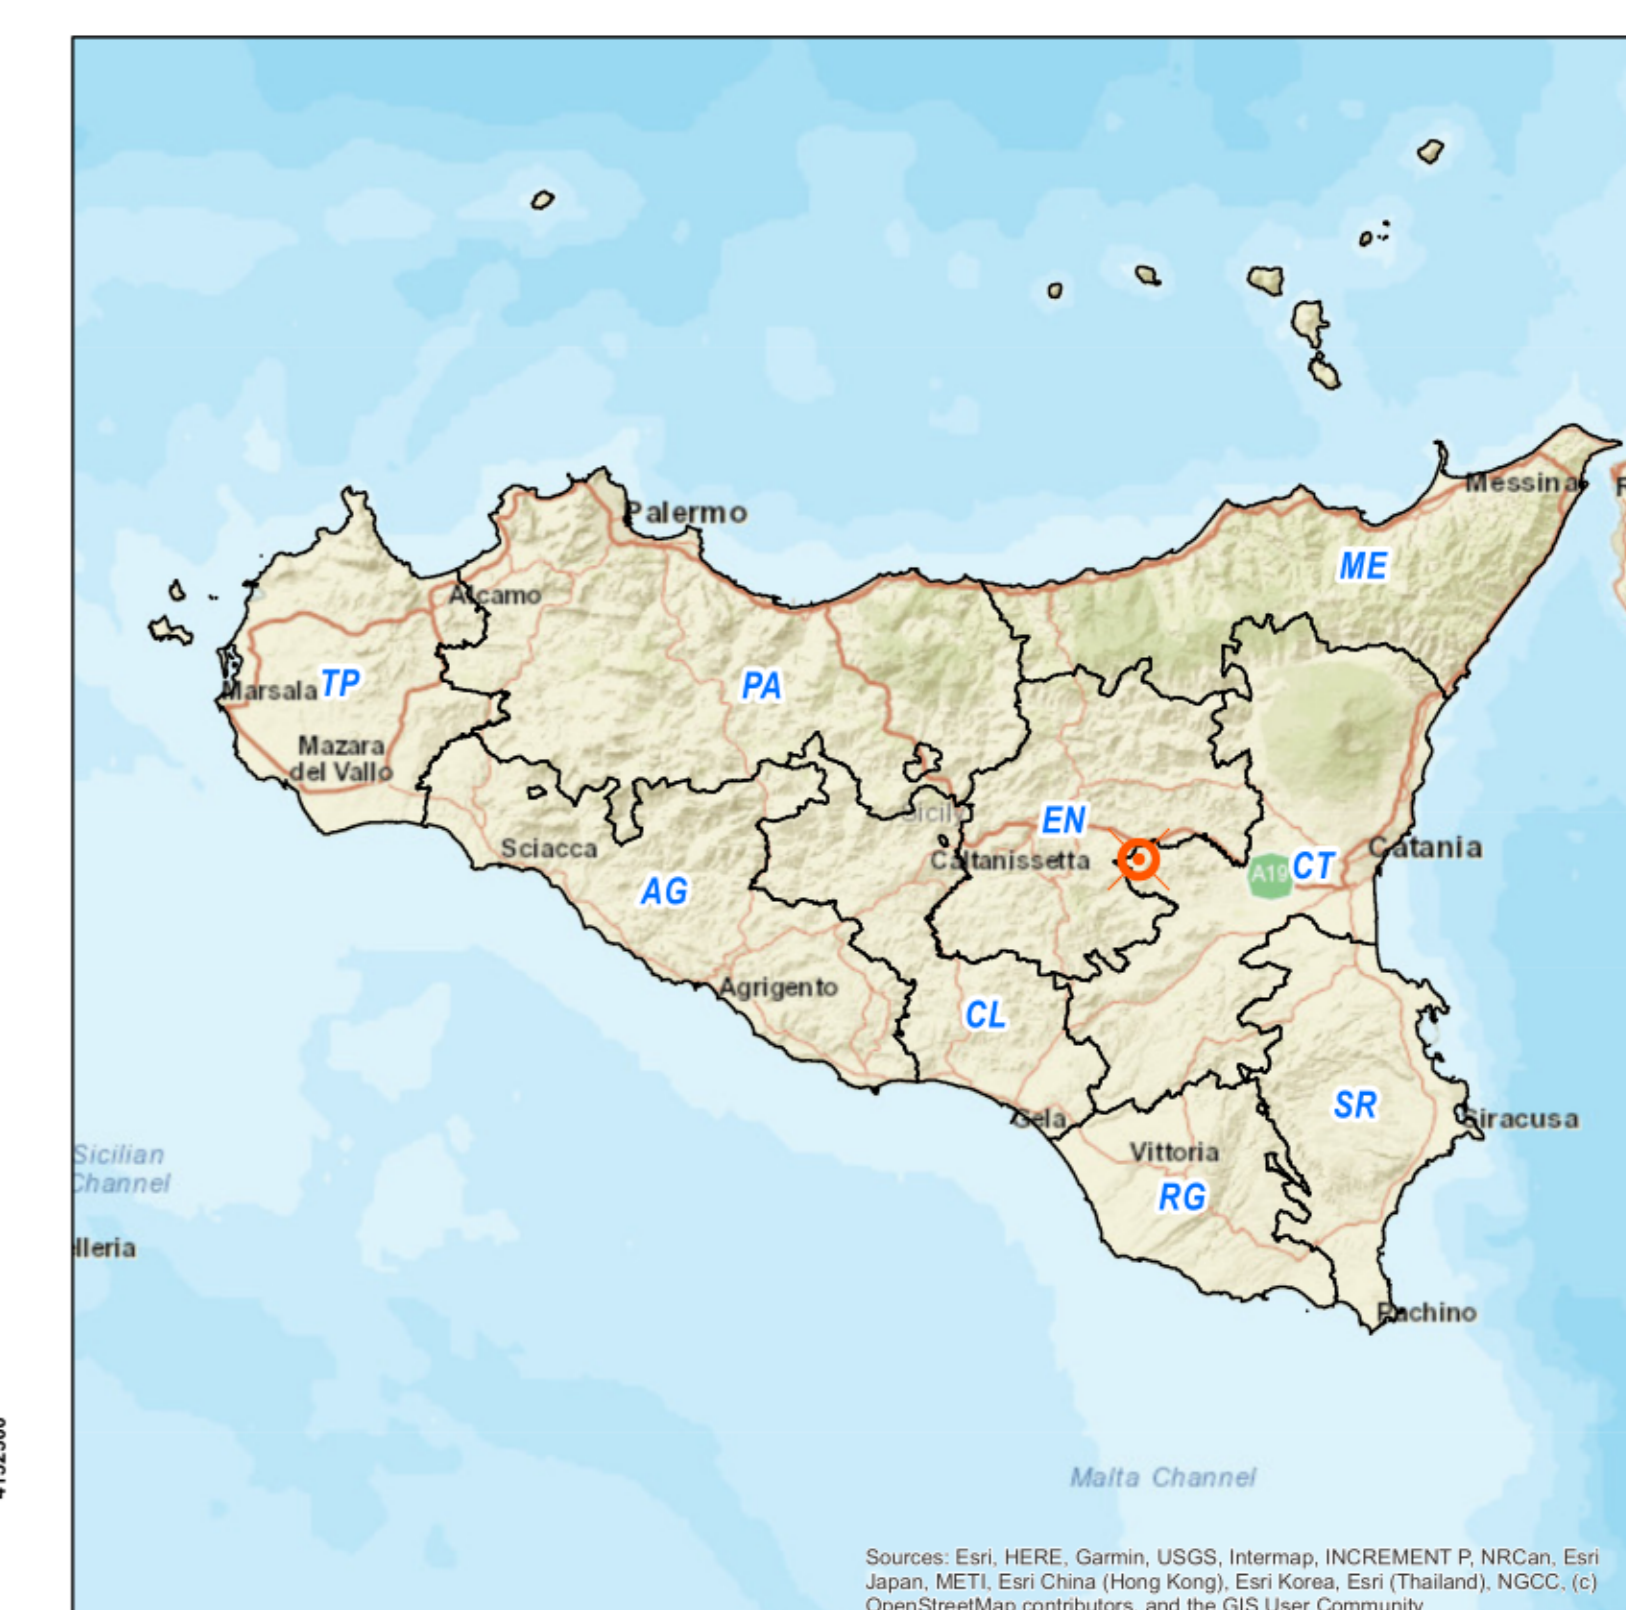 Palermo
Messina
ME
Alcamo
TP
PA
Marsala
Mazara
del Vallo
Sicily
EN
Sciacca
Caltanissetta
Catania
A19
CT
AG
Agrigento
CL
SR
Gela
Siracusa
Vittoria
Sicilian
Channel
RG
lleria
Pachino
Malta Channel
Sources: Esri, HERE, Garmin, USGS, Intermap, INCREMENT P, NRCan, Esri
Japan, METI, Esri China (Hong Kong), Esri Korea, Esri (Thailand), NGCC, (c)
OpenStreetMap contributors, and the GIS User Community